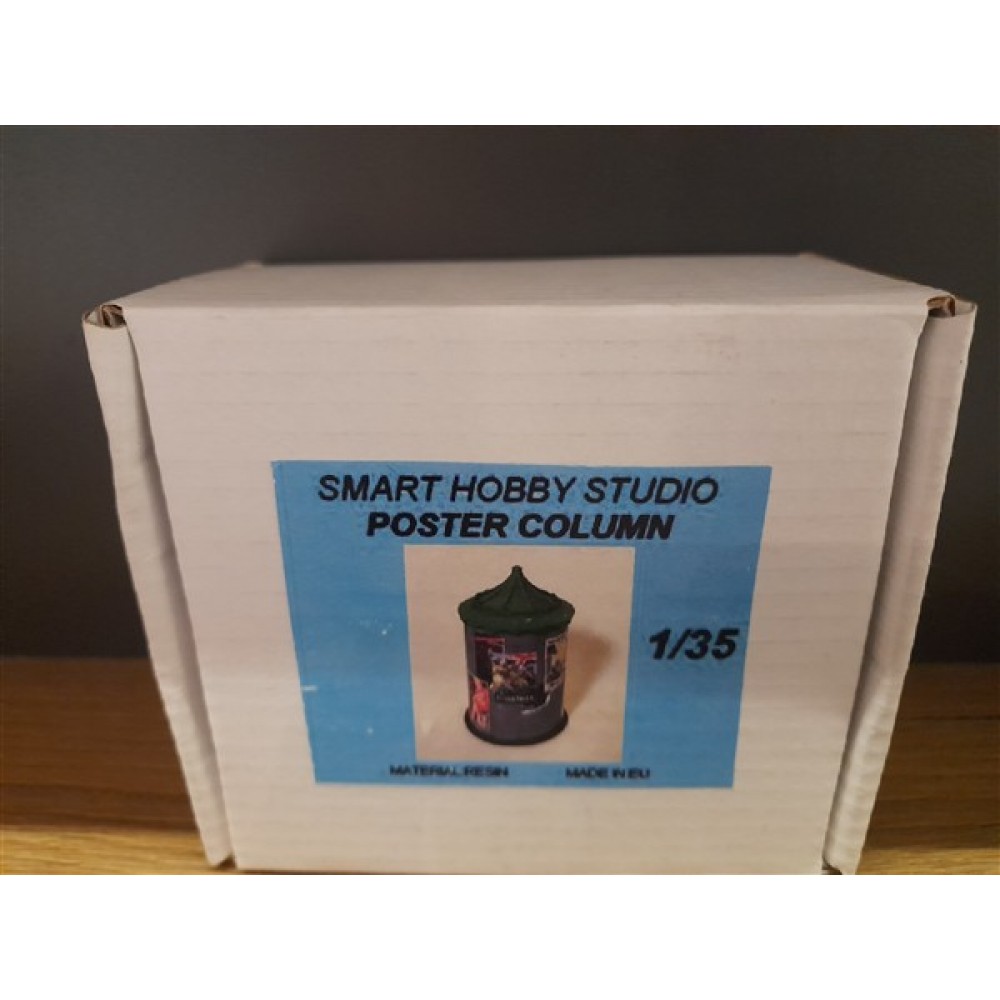 SMART HOBBY STUDIO
POSTER COLUMN
1/35
MATERIAL RESIN MADE IN EU